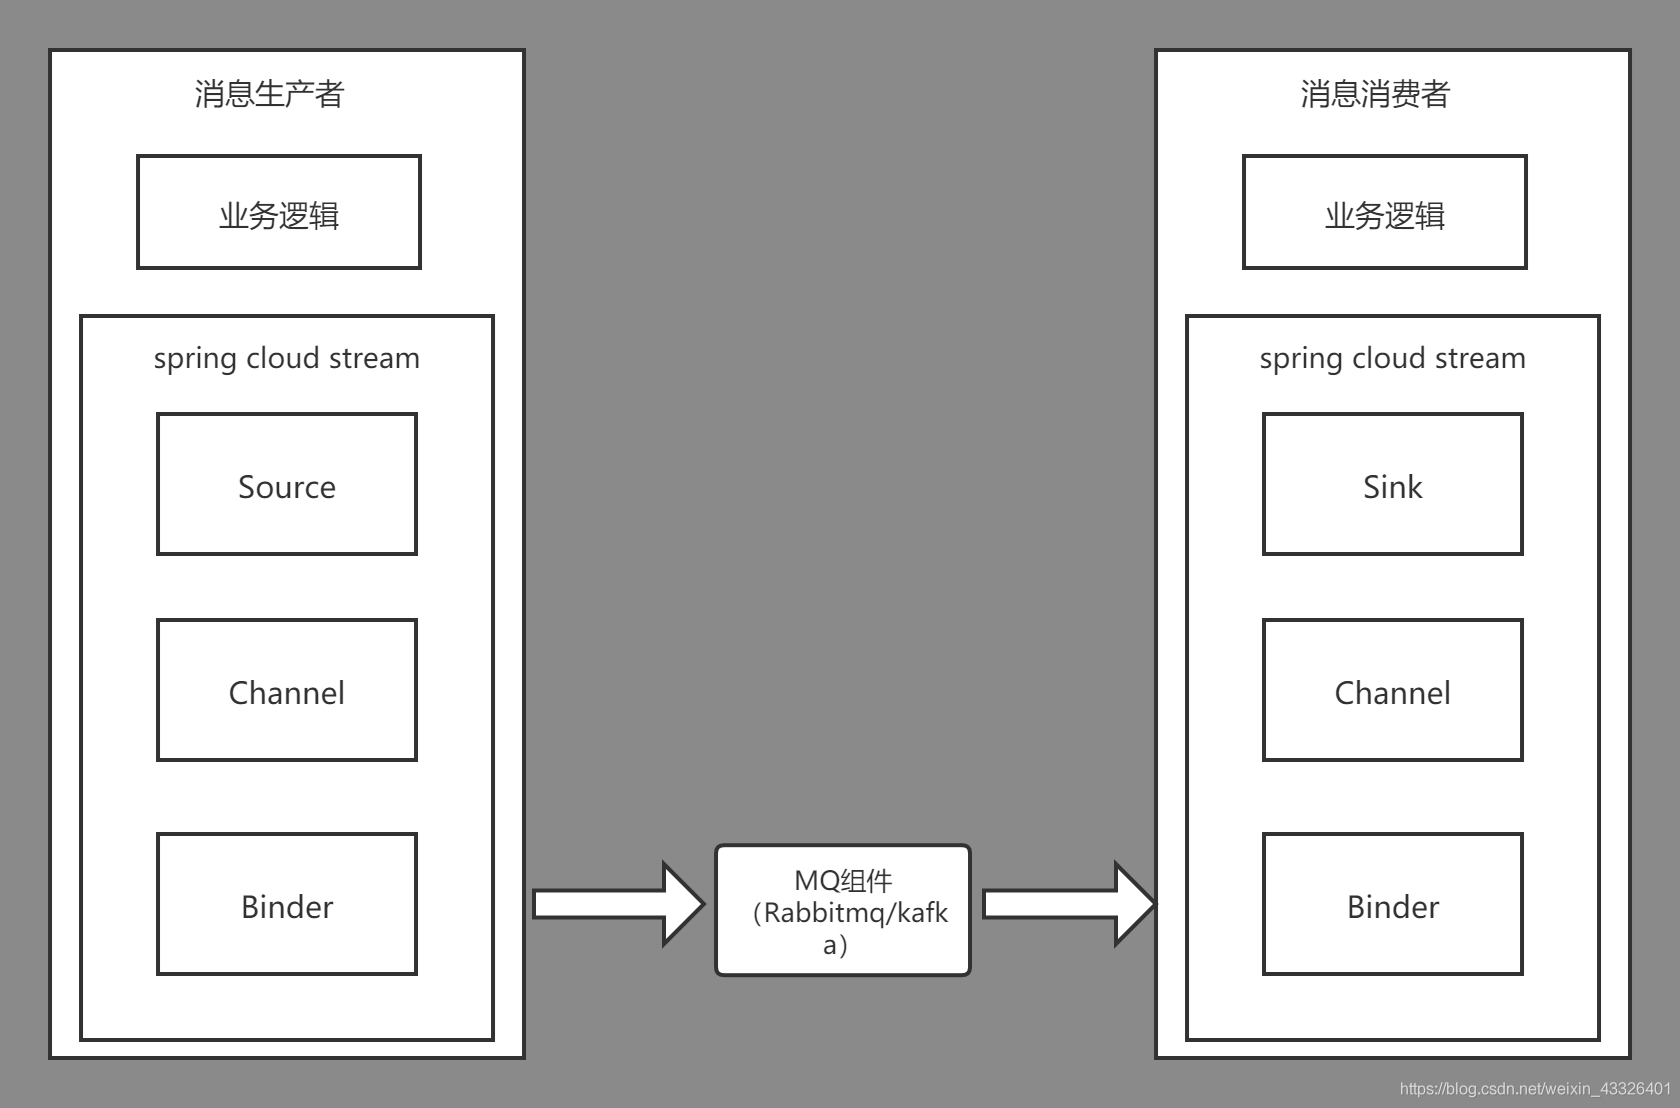 消息生产者
业务逻辑
spring cloud stream
Source
Channel
Binder
MQ组件
（Rabbitmq/kafk
a）
消息消费者
业务逻辑
spring cloud stream
Sink
Channel
Binder
https://blog.csdn.net/weixin_43326401